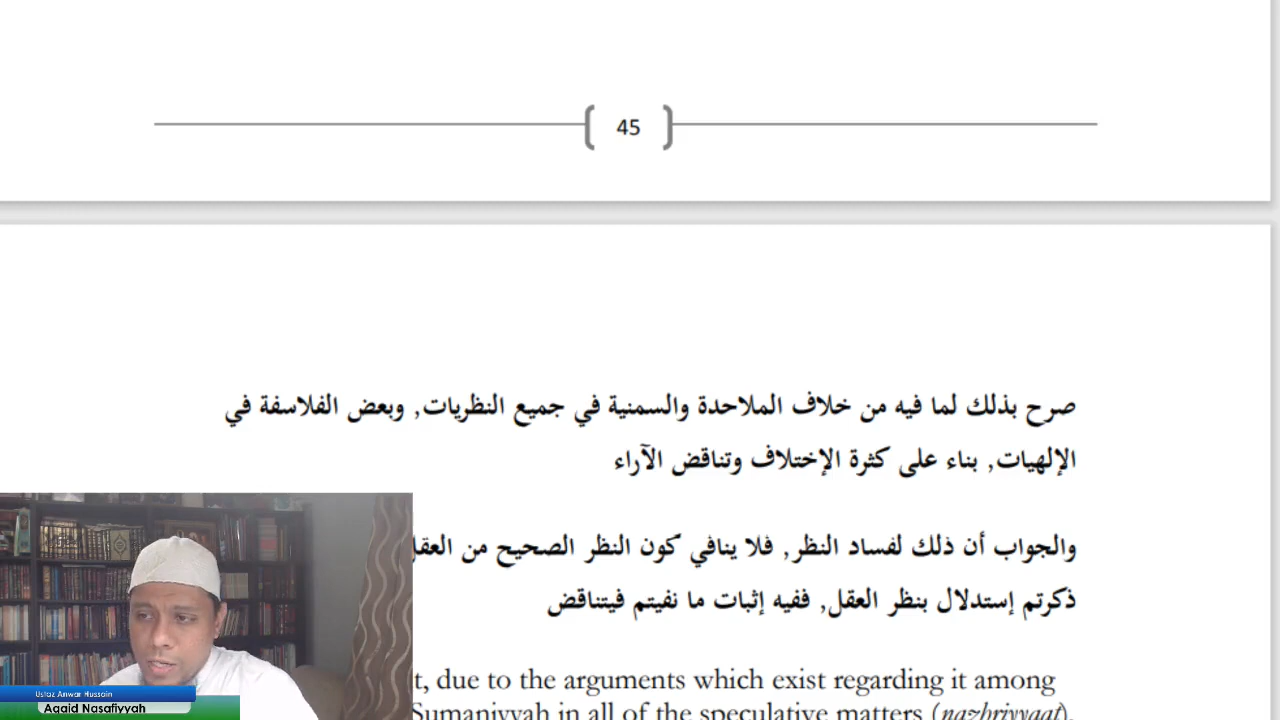 45
صرح بذلك لما فيه من خلاف الملاحدة والسمنية في جميع النظريات, وبعض الفلاسفة في
الإلهيات, بناء على كثرة الإختلاف وتناقض الآراء
والجواب أن ذلك لفساد النظر, فلا ينافي كون النظر الصحيح من
ذكرتم إستدلال بنظر العقل, ففيه إثبات ما نفيتم فيتناقض
t, due to the arguments which exist regarding it among
Sumaniyyah in all of the speculative matters (nazhriyyaat),
Ustaz Anwar Hussain
Aqaid Nasafiyyah